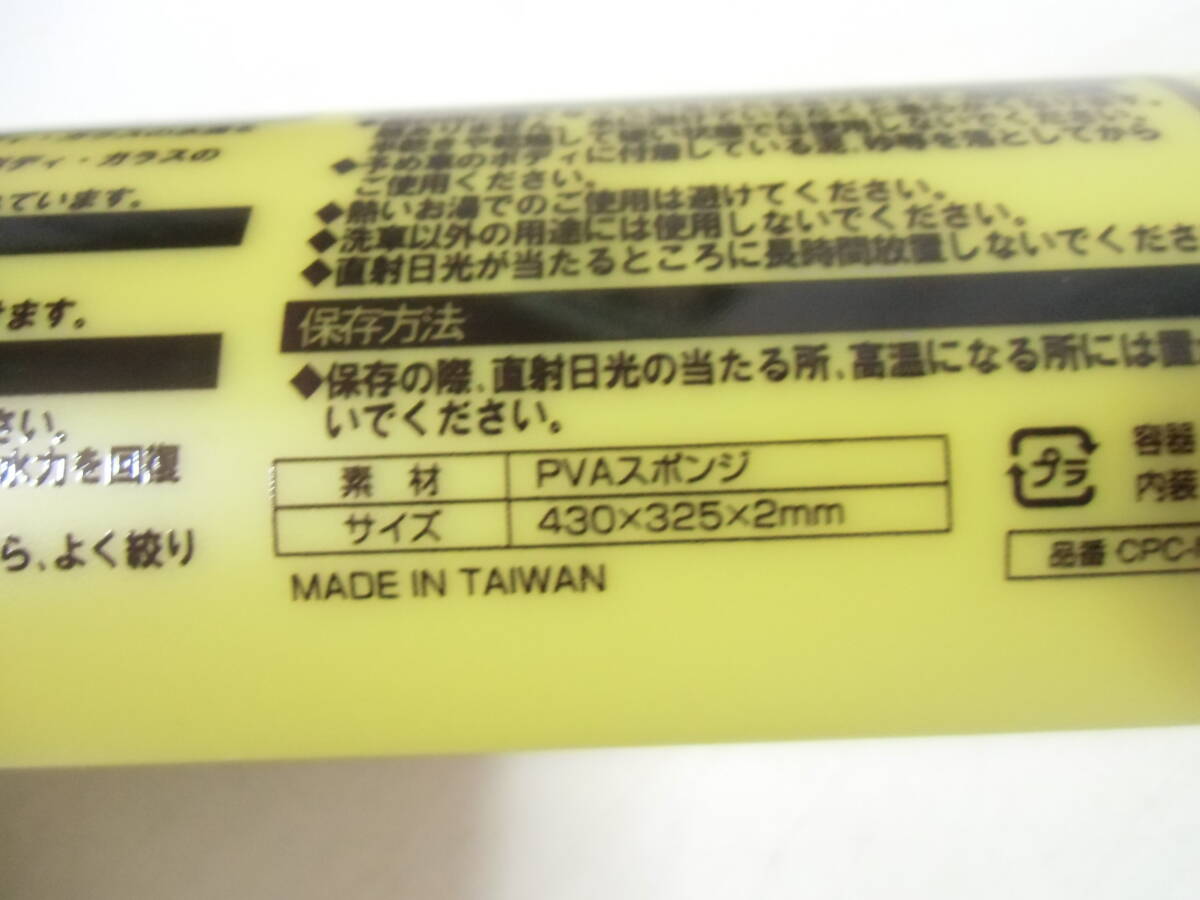 ボディ・ガラスの
ています。
けます。
さい。
水力を回復
ら、よく絞り
◆予め車のボディに付着している泥、砂等を落としてから
ご使用ください。
◆熱いお湯でのご使用は避けてください。
◆洗車以外の用途には使用しないでください。
◆直射日光が当たるところに長時間放置しないでくださ
保存方法
◆保存の際、直射日光の当たる所、高温になる所には置
いでください。
素 材 PVAスポンジ
サイズ 430×325×2mm
MADE IN TAIWAN
プラ
容器
内装
品番 CPC-